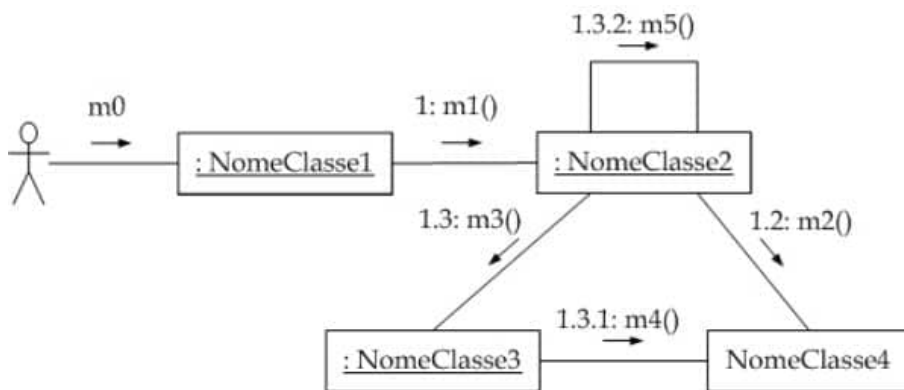 1.3.2: m5()
m0
1: m1()
: NomeClasse1
: NomeClasse2
1.3: m3()
1.2: m2()
1.3.1: m4()
: NomeClasse3
NomeClasse4